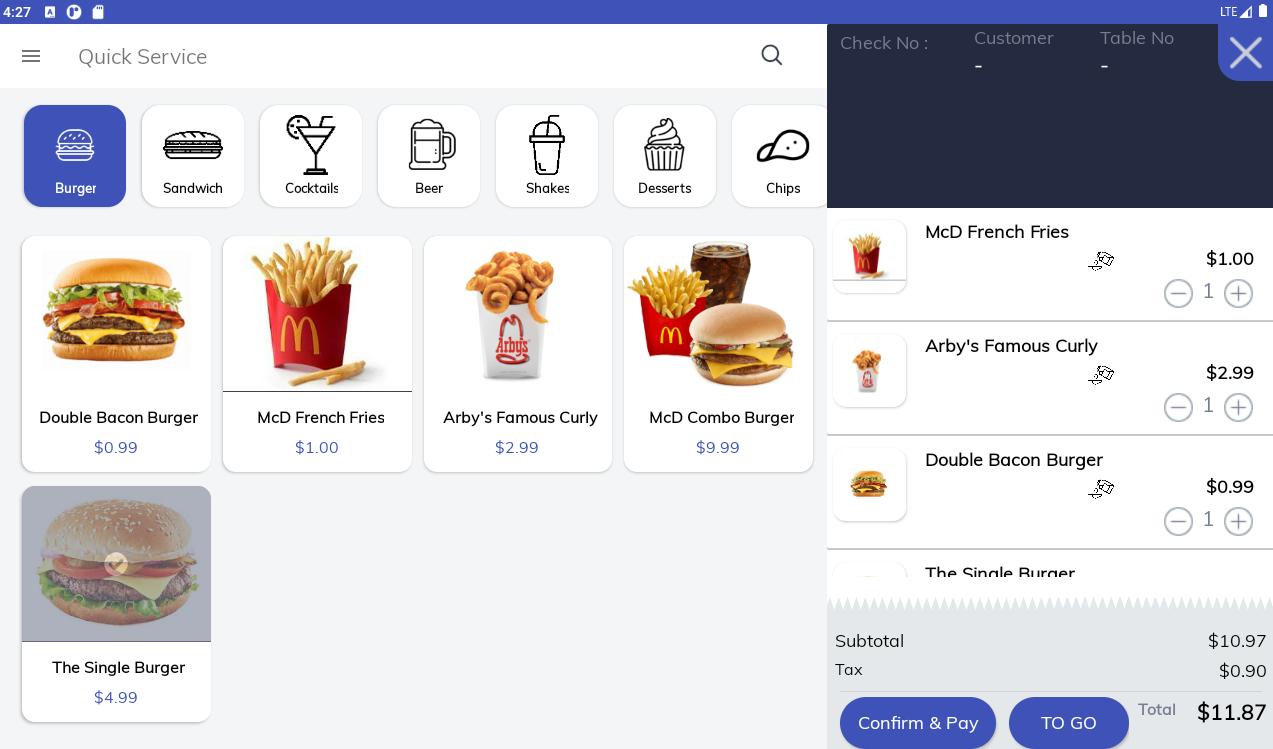 4:27
LTE
Quick Service
Check No :
Customer
-
Table No
-
Burger
Sandwich
Cocktails
Beer
Shakes
Desserts
Chips
Arby's
Double Bacon Burger
$0.99
McD French Fries
$1.00
Arby's Famous Curly
$2.99
McD Combo Burger
$9.99
The Single Burger
$4.99
McD French Fries
$1.00
1
Arby's Famous Curly
$2.99
1
Double Bacon Burger
$0.99
1
The Single Burger
Subtotal
$10.97
Tax
$0.90
Confirm & Pay
TO GO
Total
$11.87